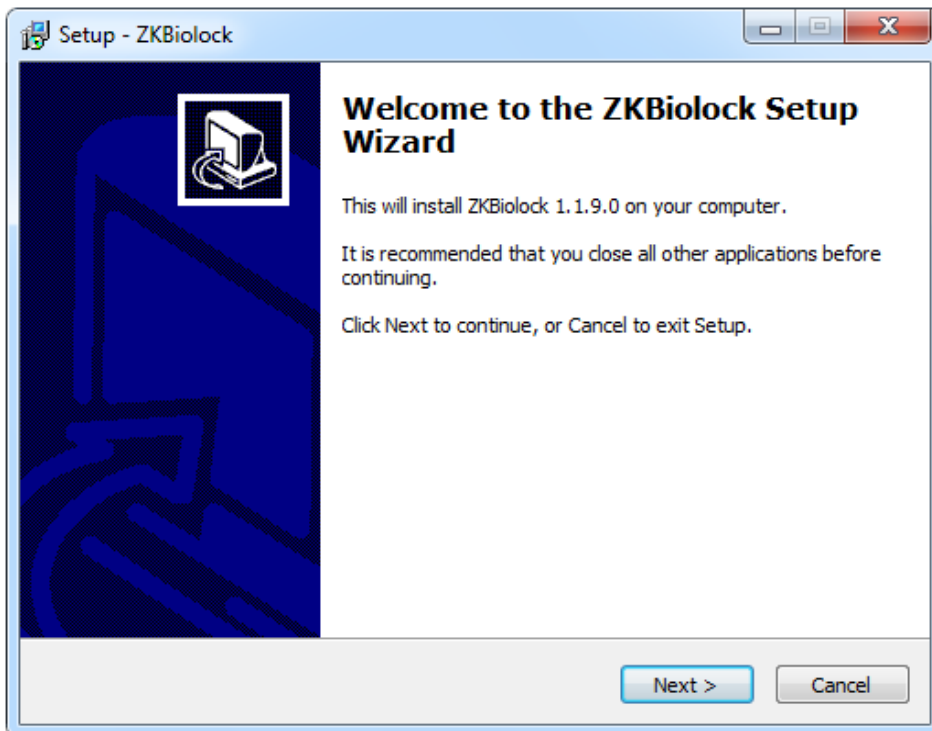 Setup - ZKBiolock
Welcome to the ZKBiolock Setup
Wizard
This will install ZKBiolock 1.1.9.0 on your computer.
It is recommended that you close all other applications before
continuing.
Click Next to continue, or Cancel to exit Setup.
Next >
Cancel